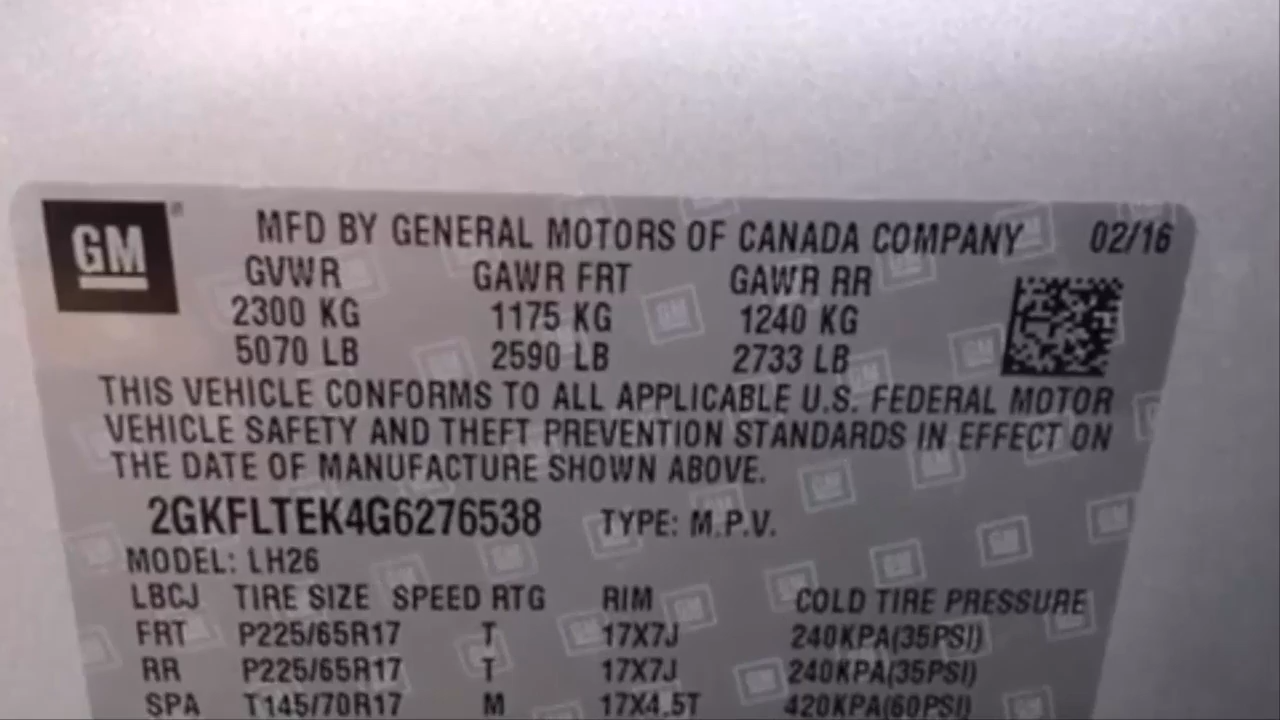 GM
MFD BY GENERAL MOTORS OF CANADA COMPANY 02/16
GVWR GAWR FRT GAWR RR
2300 KG 1175 KG 1240 KG
5070 LB 2590 LB 2733 LB
THIS VEHICLE CONFORMS TO ALL APPLICABLE U.S. FEDERAL MOTOR
VEHICLE SAFETY AND THEFT PREVENTION STANDARDS IN EFFECT ON
THE DATE OF MANUFACTURE SHOWN ABOVE.
2GKFLTEK4G6276538 TYPE: M.P.V.
MODEL: LH26
LBCJ TIRE SIZE SPEED RTG RIM COLD TIRE PRESSURE
FRT P225/65R17 T 17X7J 240KPA(35PSI)
RR P225/65R17 T 17X7J 240KPA(35PSI)
SPA T145/70R17 M 17X4.5T 420KPA(60PSI)